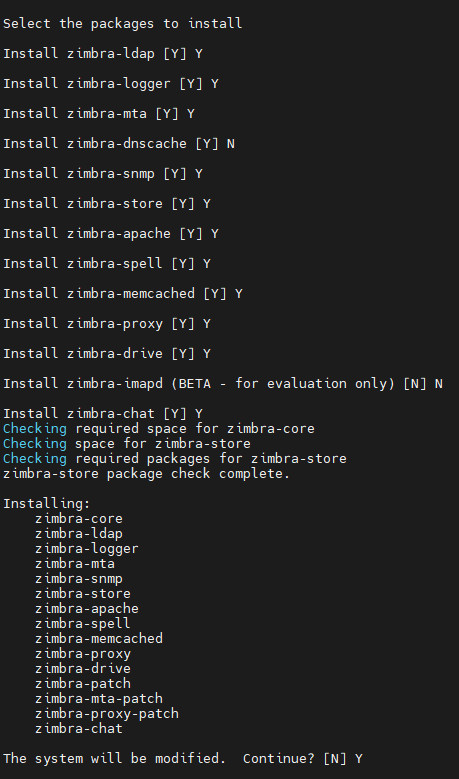 Select the packages to install
Install zimbra-ldap [Y] Y
Install zimbra-logger [Y] Y
Install zimbra-mta [Y] Y
Install zimbra-dnscache [Y] N
Install zimbra-snmp [Y] Y
Install zimbra-store [Y] Y
Install zimbra-apache [Y] Y
Install zimbra-spell [Y] Y
Install zimbra-memcached [Y] Y
Install zimbra-proxy [Y] Y
Install zimbra-drive [Y] Y
Install zimbra-imapd (BETA - for evaluation only) [N] N
Install zimbra-chat [Y] Y
Checking required space for zimbra-core
Checking space for zimbra-store
Checking required packages for zimbra-store
zimbra-store package check complete.
Installing:
zimbra-core
zimbra-ldap
zimbra-logger
zimbra-mta
zimbra-snmp
zimbra-store
zimbra-apache
zimbra-spell
zimbra-memcached
zimbra-proxy
zimbra-drive
zimbra-patch
zimbra-mta-patch
zimbra-proxy-patch
zimbra-chat
The system will be modified.  Continue? [N] Y